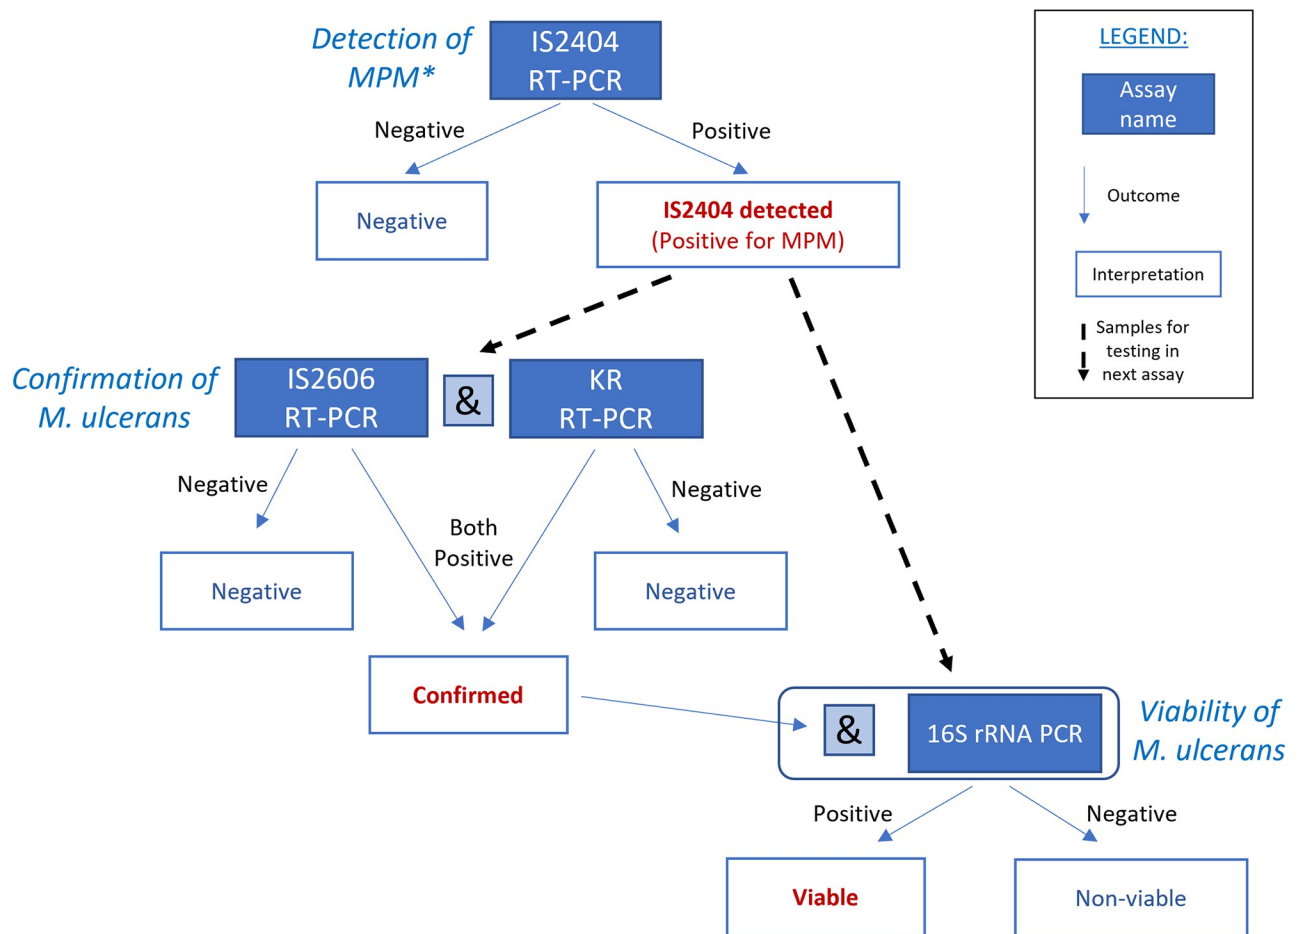 Detection of
MPM*
IS2404
RT-PCR
Negative
Positive
Negative
IS2404 detected
(Positive for MPM)
LEGEND:
Assay
name
Outcome
Interpretation
Samples for
testing in
next assay
Confirmation of
M. ulcerans
IS2606
RT-PCR
&
KR
RT-PCR
Negative
Both
Positive
Negative
Negative
Negative
Confirmed
&
16S rRNA PCR
Viability of
M. ulcerans
Positive
Negative
Viable
Non-viable